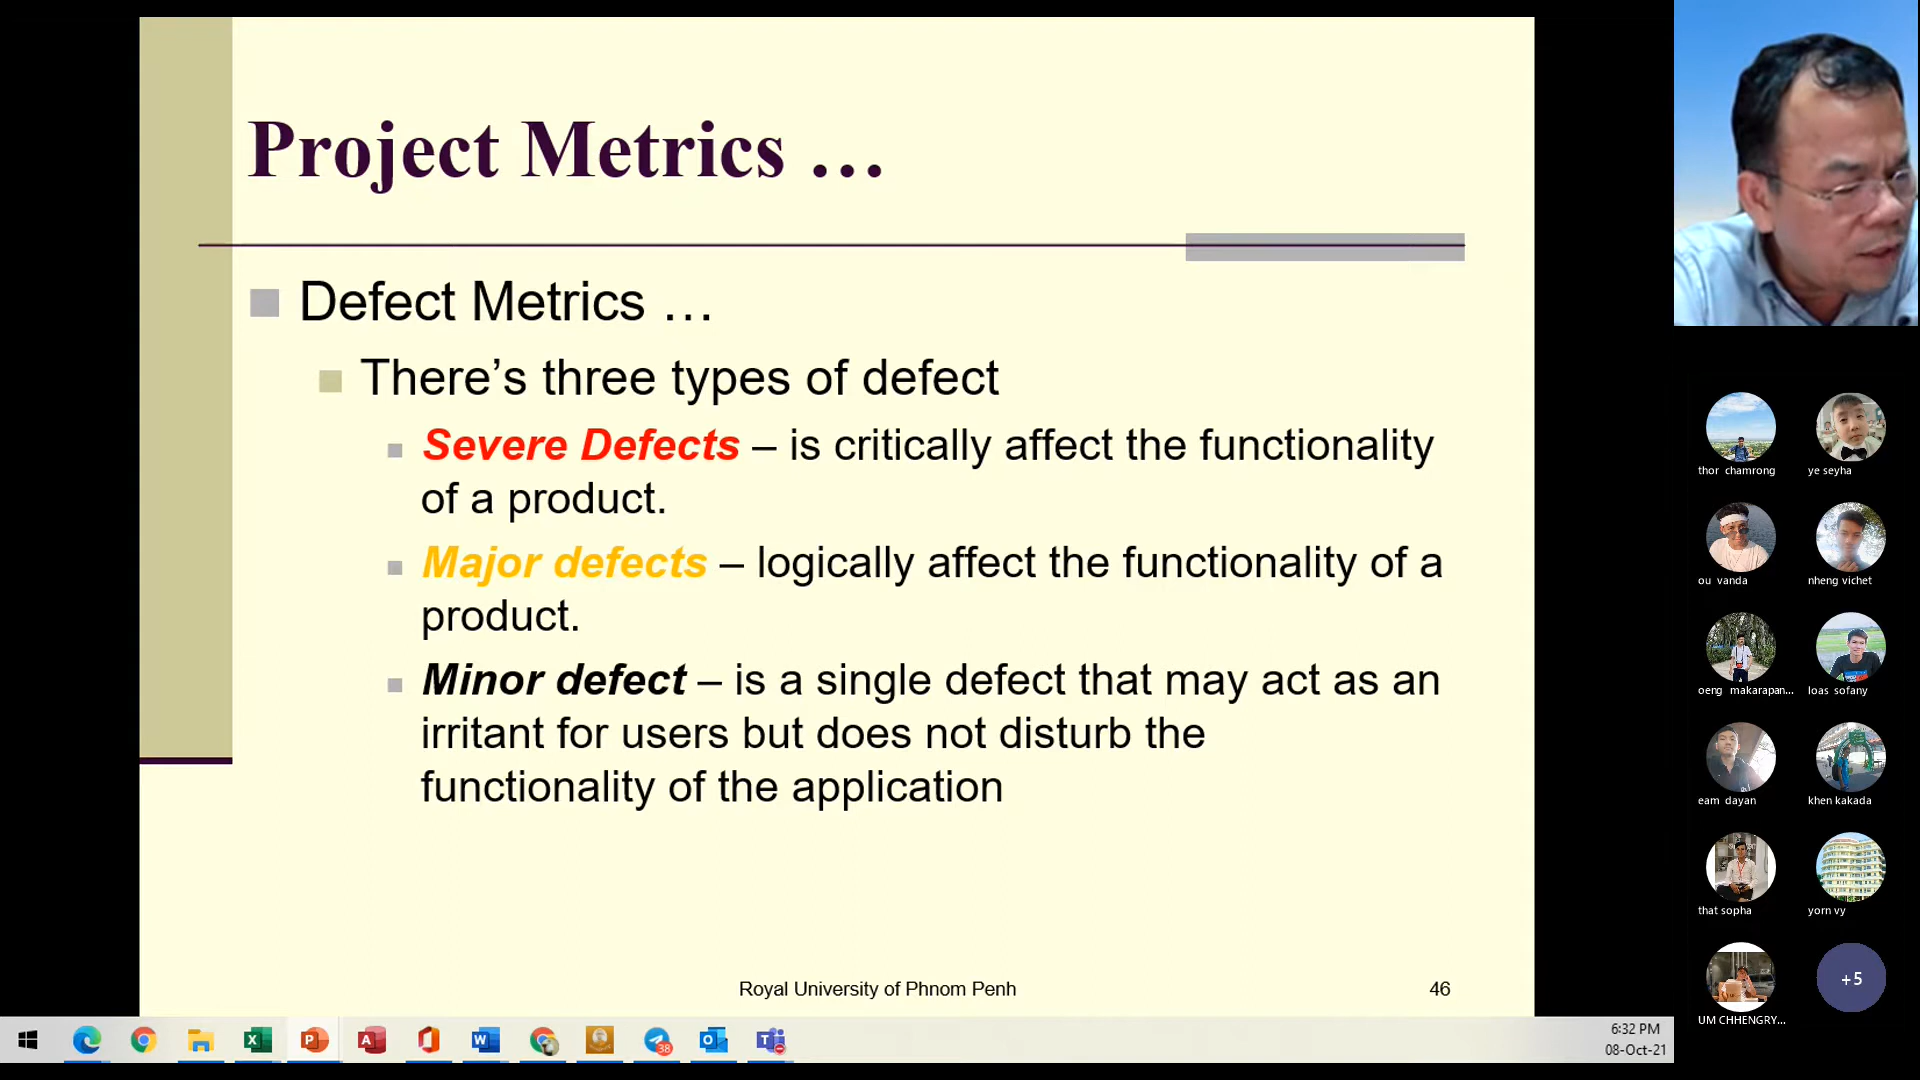 Project Metrics …
Defect Metrics …
There’s three types of defect
Severe Defects – is critically affect the functionality
of a product.
Major defects – logically affect the functionality of a
product.
Minor defect – is a single defect that may act as an
irritant for users but does not disturb the
functionality of the application
Royal University of Phnom Penh
46
thor chamrong
ye seyha
ou vanda
nheng vichet
oeng makarapan...
loas sofany
eam dayan
khen kakada
that sopha
yorn vy
UM CHHENGRY...
+5
38
6:32 PM
08-Oct-21